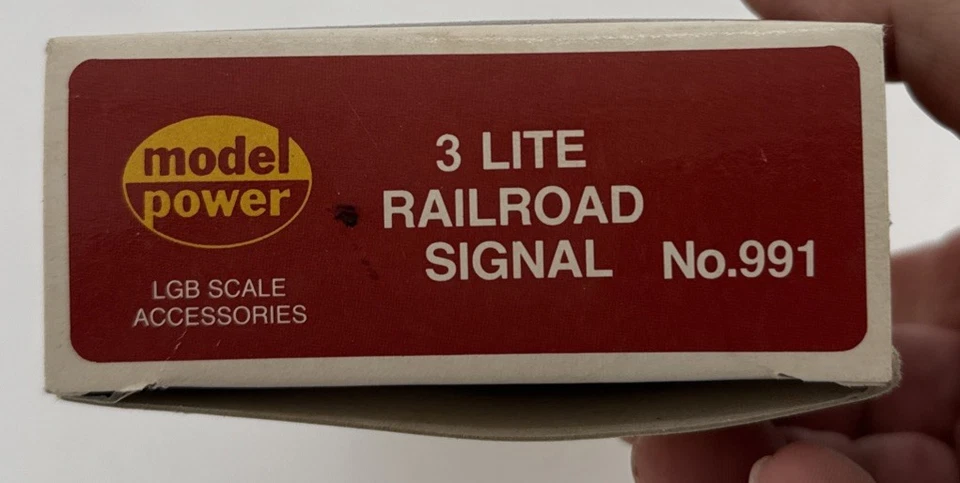 model
power
LGB SCALE
ACCESSORIES
3 LITE
RAILROAD
SIGNAL No.991